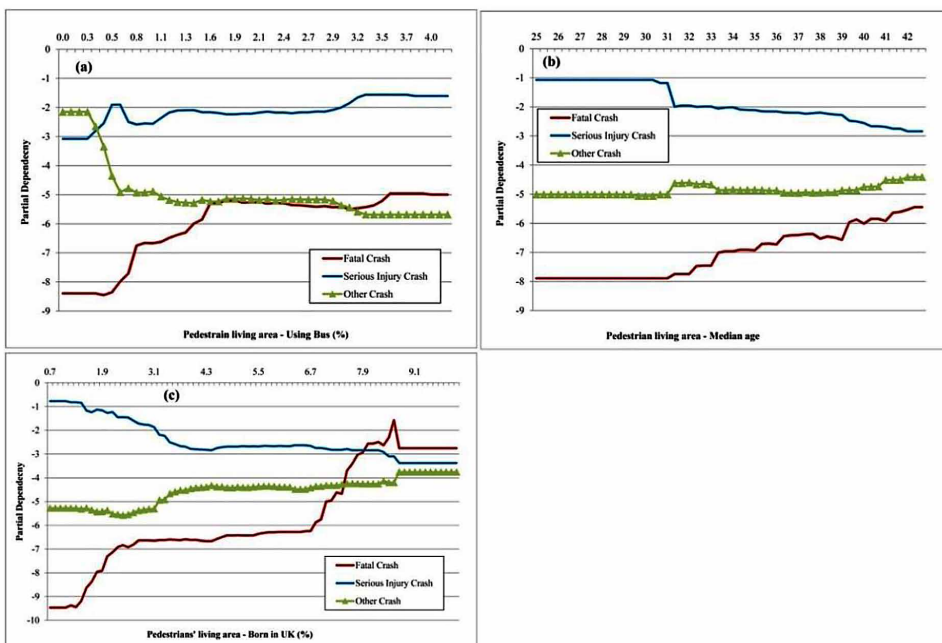 0.0 0.3 0.5 0.8 1.1 1.3 1.6 1.9 2.1 2.4 2.7 2.9 3.2 3.5 3.7 4.0
(a)
0
-1
-2
-3
-4
-5
-6
-7
-8
-9
Partial Dependecny
Fatal Crash
Serious Injury Crash
Other Crash
Pedestrain living area - Using Bus (%)
25 26 27 28 29 30 31 32 33 34 35 36 37 38 39 40 41 42
(b)
0
-1
-2
-3
-4
-5
-6
-7
-8
-9
Partial Dependecny
Fatal Crash
Serious Injury Crash
Other Crash
Pedestrian living area - Median age
0.7 1.9 3.1 4.3 5.5 6.7 7.9 9.1
(c)
0
-1
-2
-3
-4
-5
-6
-7
-8
-9
-10
Partial Dependecny
Fatal Crash
Serious Injury Crash
Other Crash
Pedestrians' living area - Born in UK (%)